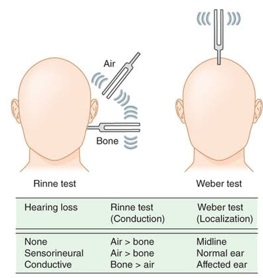 Air
Bone
Rinne test Weber test
Hearing loss Rinne test Weber test
(Conduction) (Localization)
None Air > bone Midline
Sensorineural Air > bone Normal ear
Conductive Bone > air Affected ear